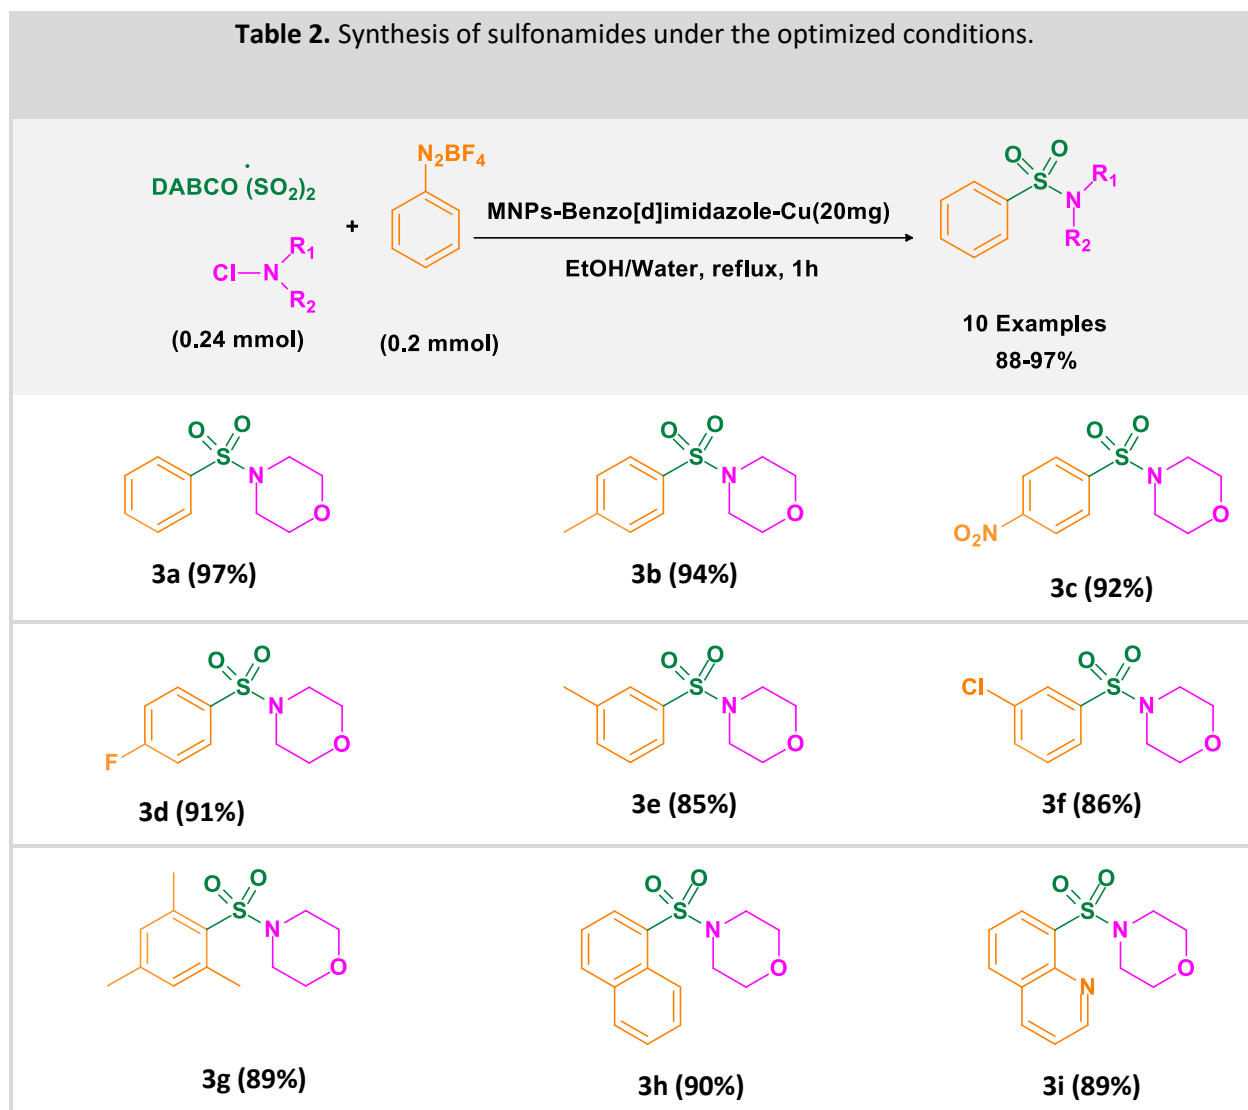 Table 2. Synthesis of sulfonamides under the optimized conditions.
DABCO·(SO2)2
Cl—N R1 R2
(0.24 mmol)
+
N2BF4
(0.2 mmol)
MNPs-Benzo[d]imidazole-Cu(20mg)
EtOH/Water, reflux, 1h
O O
S N R1
R2
10 Examples
88-97%
O O
S N
O
3a (97%)
O O
S N
O
3b (94%)
O O
S N
O
O2N
3c (92%)
O O
S N
O
F
3d (91%)
O O
S N
O
3e (85%)
O O
Cl S N
O
3f (86%)
O O
S N
O
3g (89%)
O O
S N
O
3h (90%)
O O
S N
O
N
3i (89%)